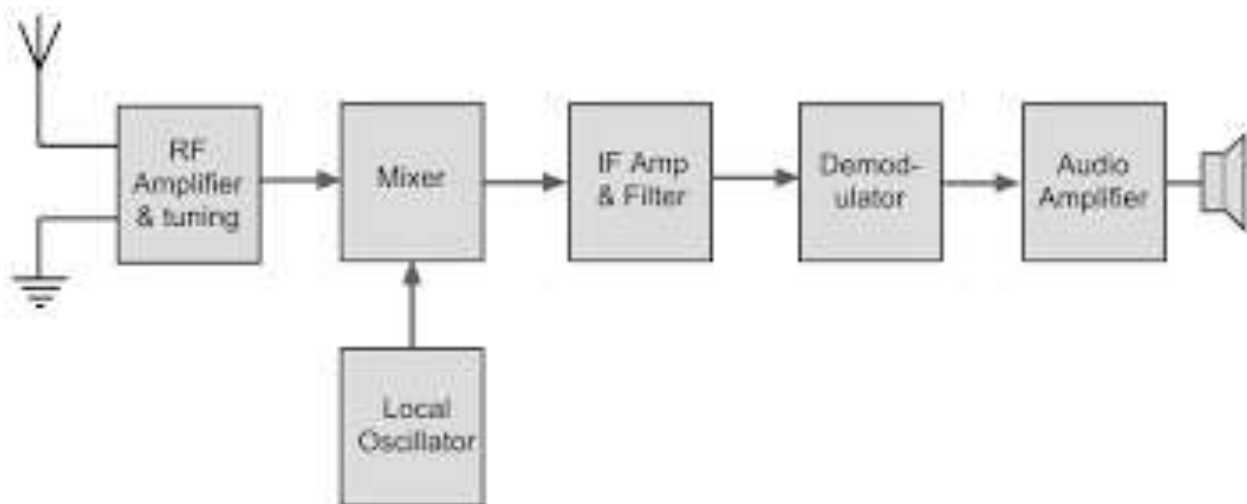 RF
Amplifier
& tuning
Mixer
IF Amp
& Filter
Demod-
ulator
Audio
Amplifier
Local
Oscillator